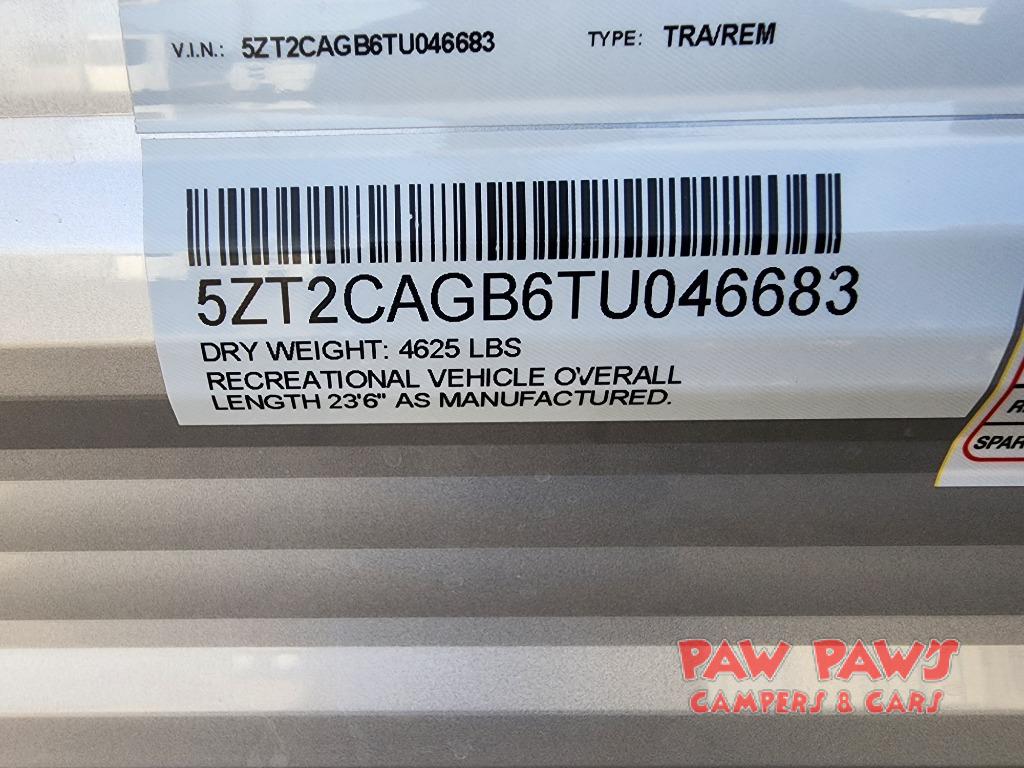 V.I.N.: 5ZT2CAGB6TU046683 TYPE: TRA/REM
5ZT2CAGB6TU046683
DRY WEIGHT: 4625 LBS
RECREATIONAL VEHICLE OVERALL
LENGTH 23'6" AS MANUFACTURED.
SPAR
PAW PAW'S
CAMPERS & CARS